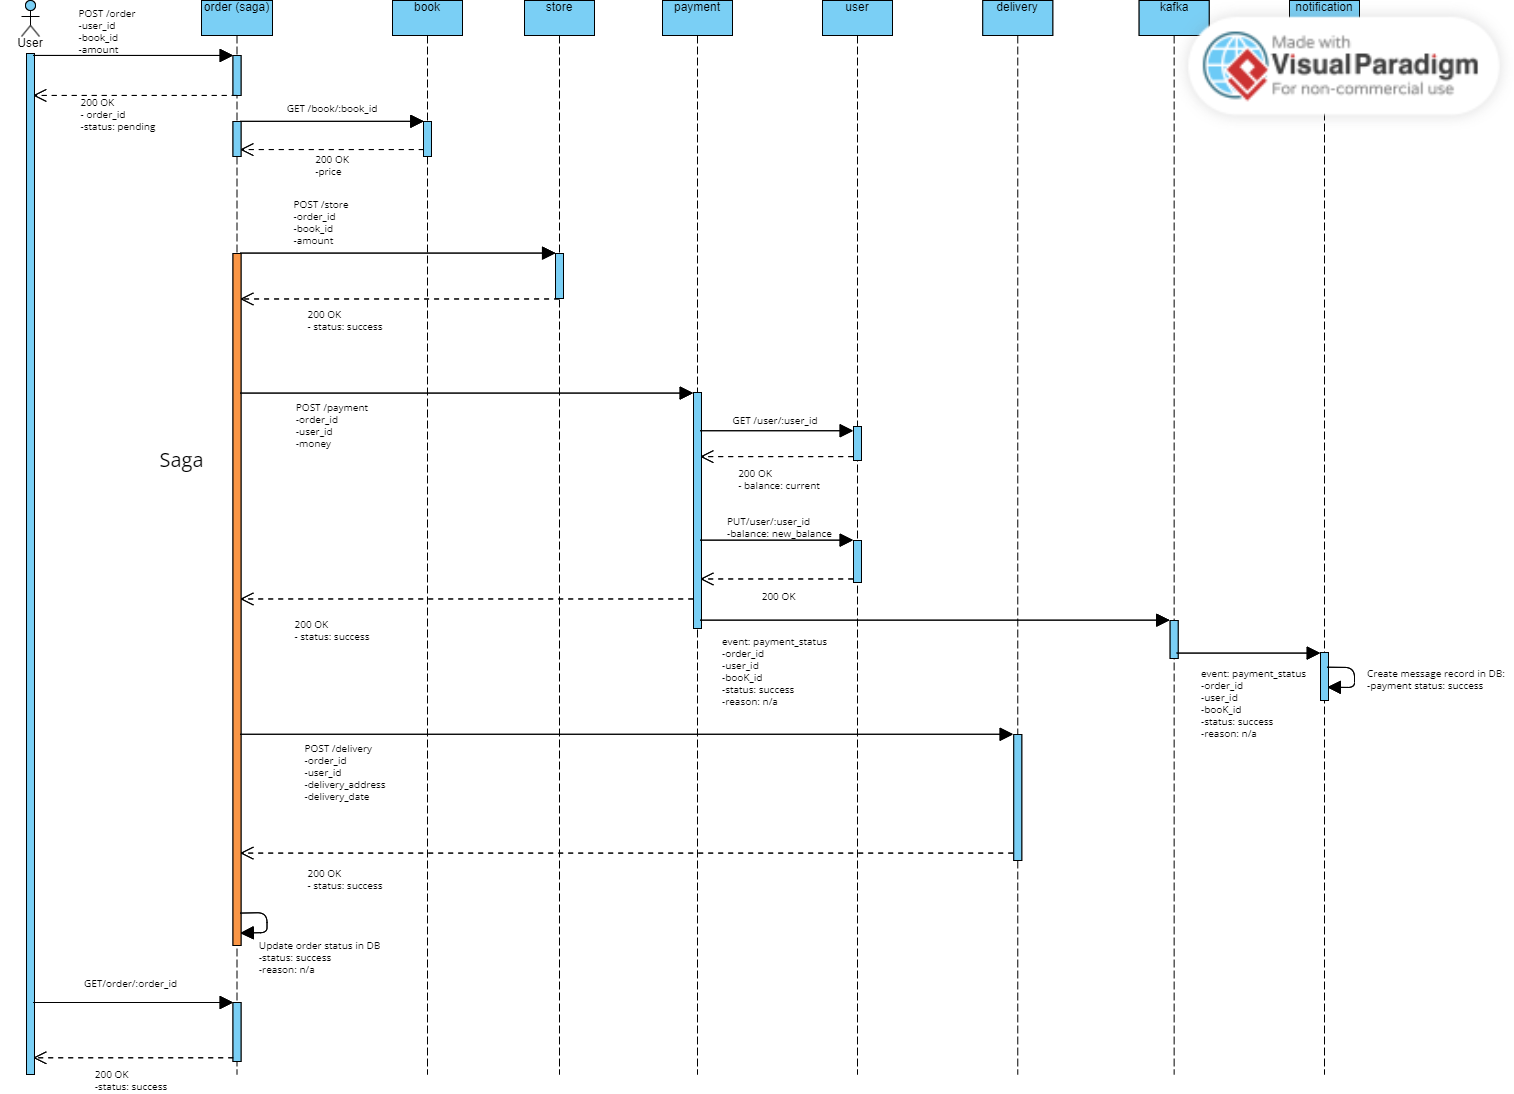 order (saga)
book
store
payment
user
delivery
kafka
notification
User
Made with
Visual Paradigm
For non-commercial use
POST /order
-user_id
-book_id
-amount
200 OK
- order_id
-status: pending
GET /book/:book_id
200 OK
-price
POST /store
-order_id
-book_id
-amount
200 OK
- status: success
POST /payment
-order_id
-user_id
-money
GET /user/:user_id
Saga
200 OK
- balance: current
PUT/user/:user_id
-balance: new_balance
200 OK
200 OK
- status: success
event: payment_status
-order_id
-user_id
-booK_id
-status: success
-reason: n/a
event: payment_status
-order_id
-user_id
-booK_id
-status: success
-reason: n/a
Create message record in DB:
-payment status: success
POST /delivery
-order_id
-user_id
-delivery_address
-delivery_date
200 OK
- status: success
Update order status in DB
-status: success
-reason: n/a
GET/order/:order_id
200 OK
-status: success